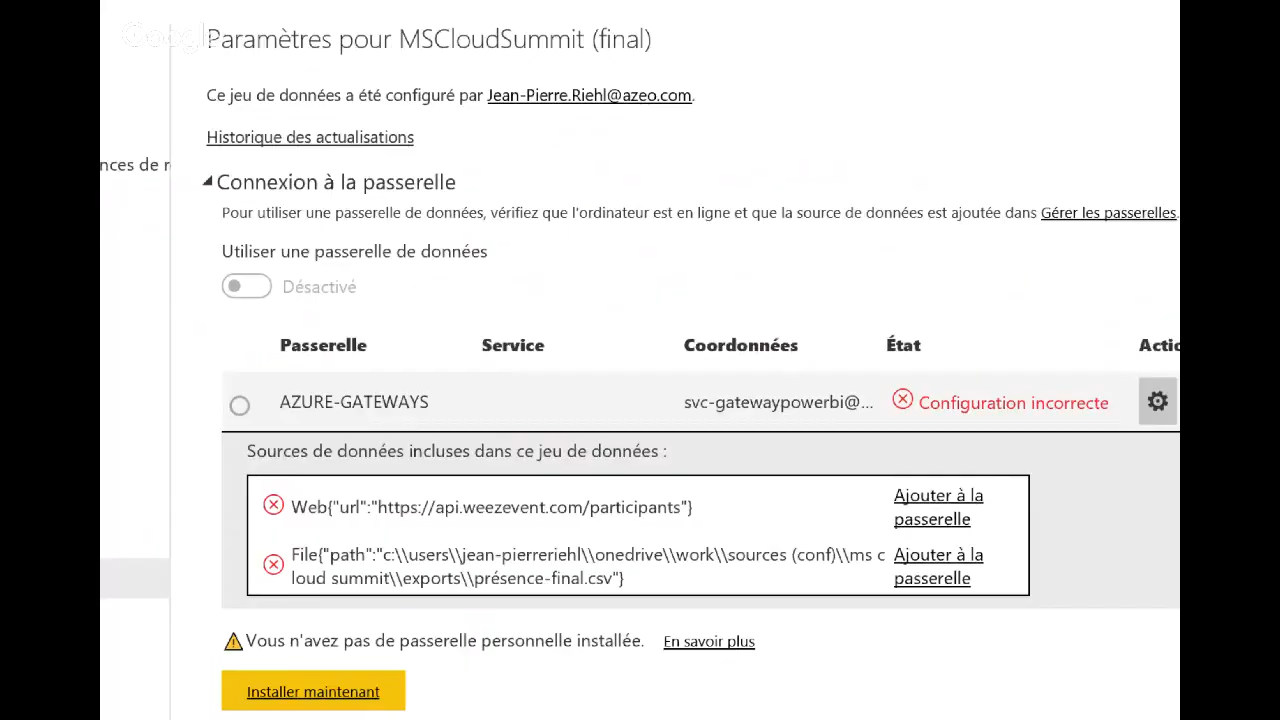 Paramètres pour MSCloudSummit (final)
Ce jeu de données a été configuré par Jean-Pierre.Riehl@azeo.com.
Historique des actualisations
nces de r
Connexion à la passerelle
Pour utiliser une passerelle de données, vérifiez que l'ordinateur est en ligne et que la source de données est ajoutée dans Gérer les passerelles.
Utiliser une passerelle de données
Désactivé
Passerelle Service Coordonnées État Actio
AZURE-GATEWAYS svc-gatewaypowerbi@... Configuration incorrecte
Sources de données incluses dans ce jeu de données :
Web{"url":"https://api.weezevent.com/participants"}
Ajouter à la
passerelle
File{"path":"c:\\users\\jean-pierreriehl\\onedrive\\work\\sources (conf)\\ms c
loud summit\\exports\\présence-final.csv"}
Ajouter à la
passerelle
Vous n'avez pas de passerelle personnelle installée. En savoir plus
Installer maintenant